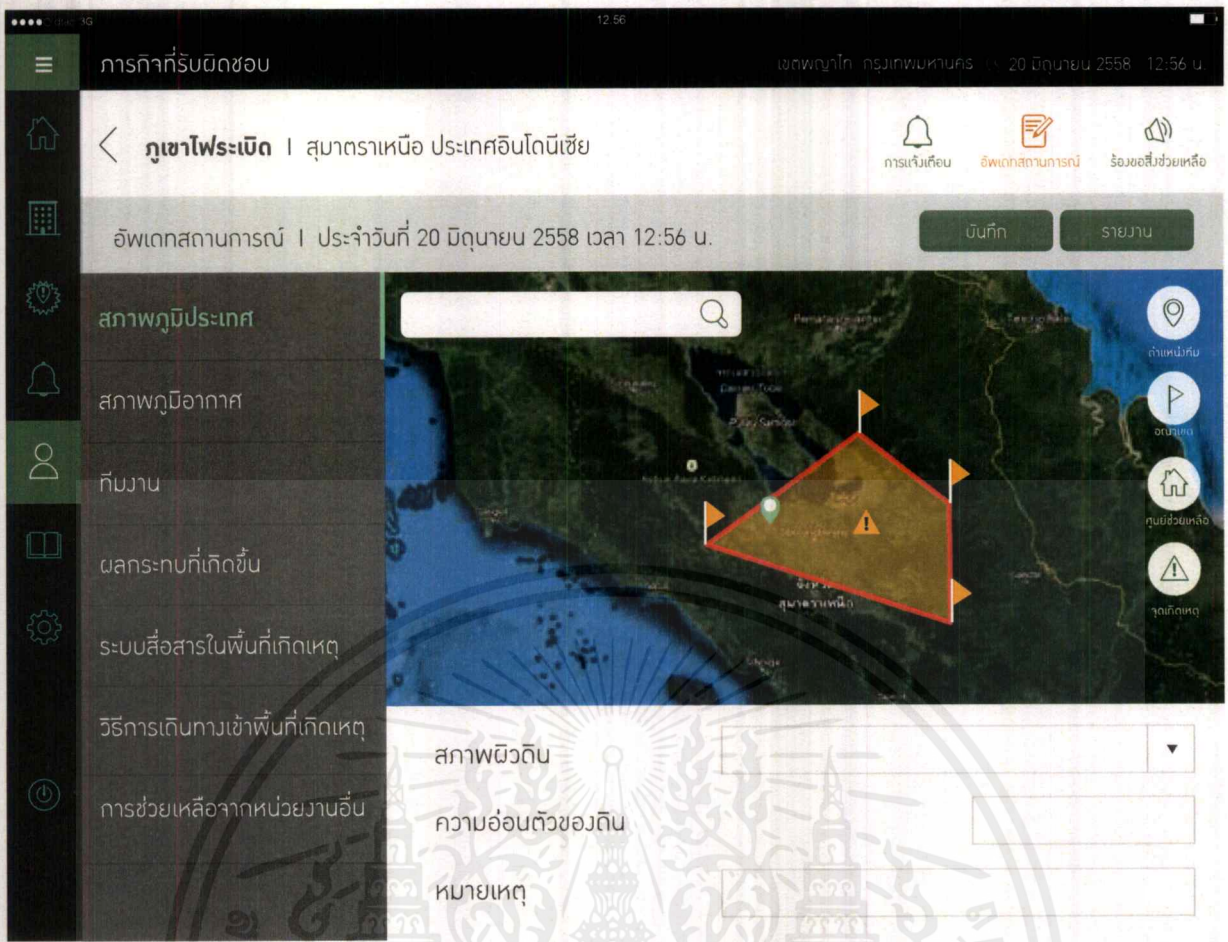 3G
12:56
ภารกิจที่รับผิดชอบ
เขตพญาไท กรุงเทพมหานคร 20 มิถุนายน 2558 12:56 น.
ภูเขาไฟระเบิด | สุมาตราเหนือ ประเทศอินโดนีเซีย
การแจ้งเตือน
อัพเดทสถานการณ์
ร้องขอสิ่งช่วยเหลือ
อัพเดทสถานการณ์ | ประจำวันที่ 20 มิถุนายน 2558 เวลา 12:56 น.
บันทึก
รายงาน
สภาพภูมิประเทศ
สภาพภูมิอากาศ
ทีมงาน
ผลกระทบที่เกิดขึ้น
ระบบสื่อสารในพื้นที่เกิดเหตุ
วิธีการเดินทางเข้าพื้นที่เกิดเหตุ
การช่วยเหลือจากหน่วยงานอื่น
ตำแหน่งทีม
อาณาเขต
ศูนย์ช่วยเหลือ
จุดเกิดเหตุ
จังหวัด
สุมาตราเหนือ
สภาพผิวดิน
ความอ่อนตัวของดิน
หมายเหตุ